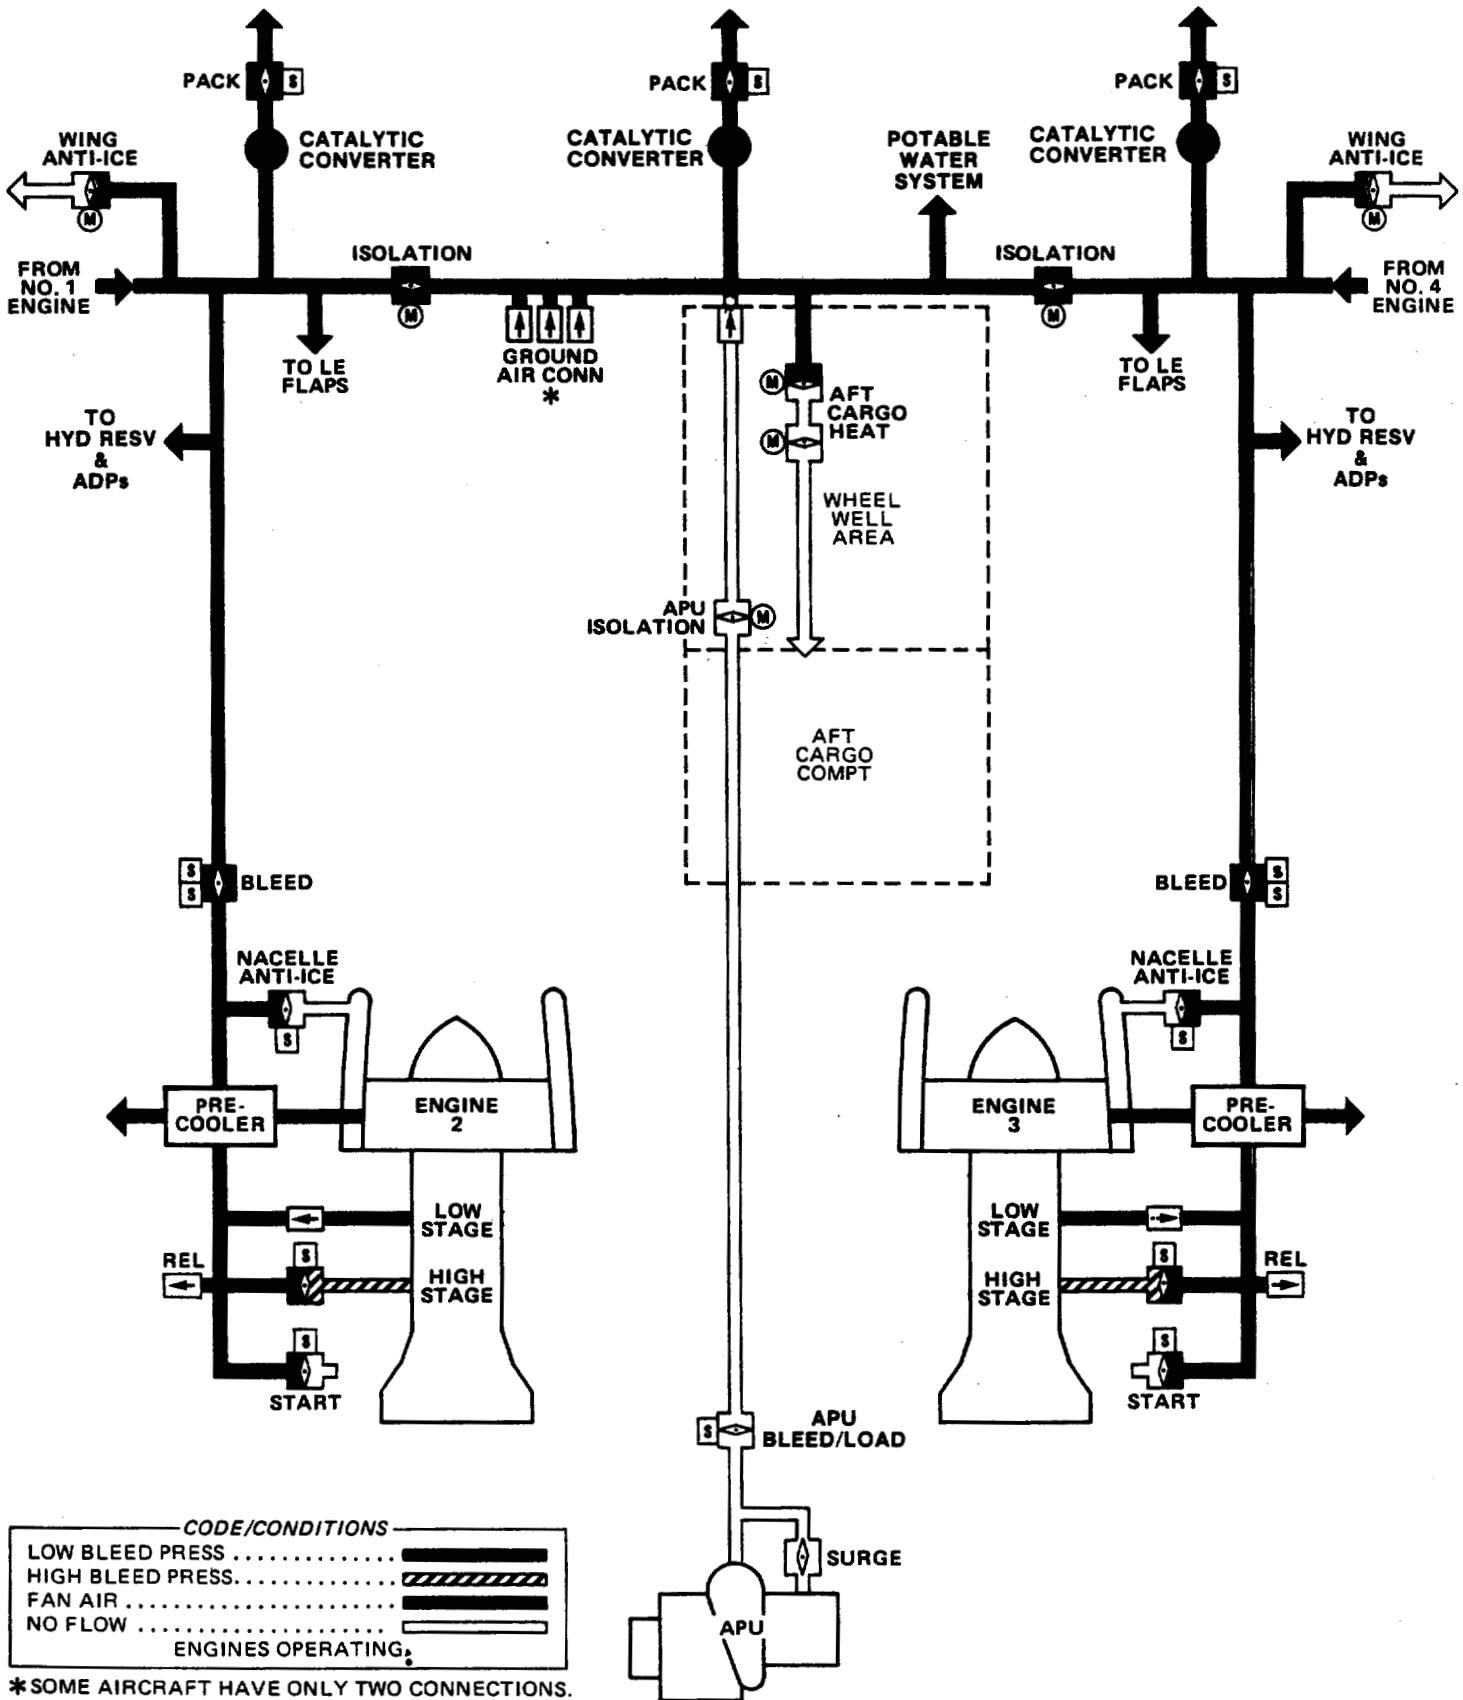 PACK
S
PACK
S
PACK
S
WING
ANTI-ICE
M
CATALYTIC
CONVERTER
CATALYTIC
CONVERTER
POTABLE
WATER
SYSTEM
CATALYTIC
CONVERTER
WING
ANTI-ICE
M
FROM
NO. 1
ENGINE
ISOLATION
M
ISOLATION
M
FROM
NO. 4
ENGINE
TO LE
FLAPS
GROUND
AIR CONN
*
TO LE
FLAPS
M
AFT
CARGO
HEAT
M
TO
HYD RESV
&
ADPs
TO
HYD RESV
&
ADPs
WHEEL
WELL
AREA
APU
ISOLATION
M
AFT
CARGO
COMPT
S
S
BLEED
BLEED
S
S
NACELLE
ANTI-ICE
S
NACELLE
ANTI-ICE
S
PRE-
COOLER
ENGINE
2
ENGINE
3
PRE-
COOLER
LOW
STAGE
LOW
STAGE
REL
S
HIGH
STAGE
HIGH
STAGE
S
REL
S
START
S
START
S
APU
BLEED/LOAD
SURGE
APU
CODE/CONDITIONS
LOW BLEED PRESS ..............
HIGH BLEED PRESS..............
FAN AIR ......................
NO FLOW .....................
ENGINES OPERATING:
*SOME AIRCRAFT HAVE ONLY TWO CONNECTIONS.